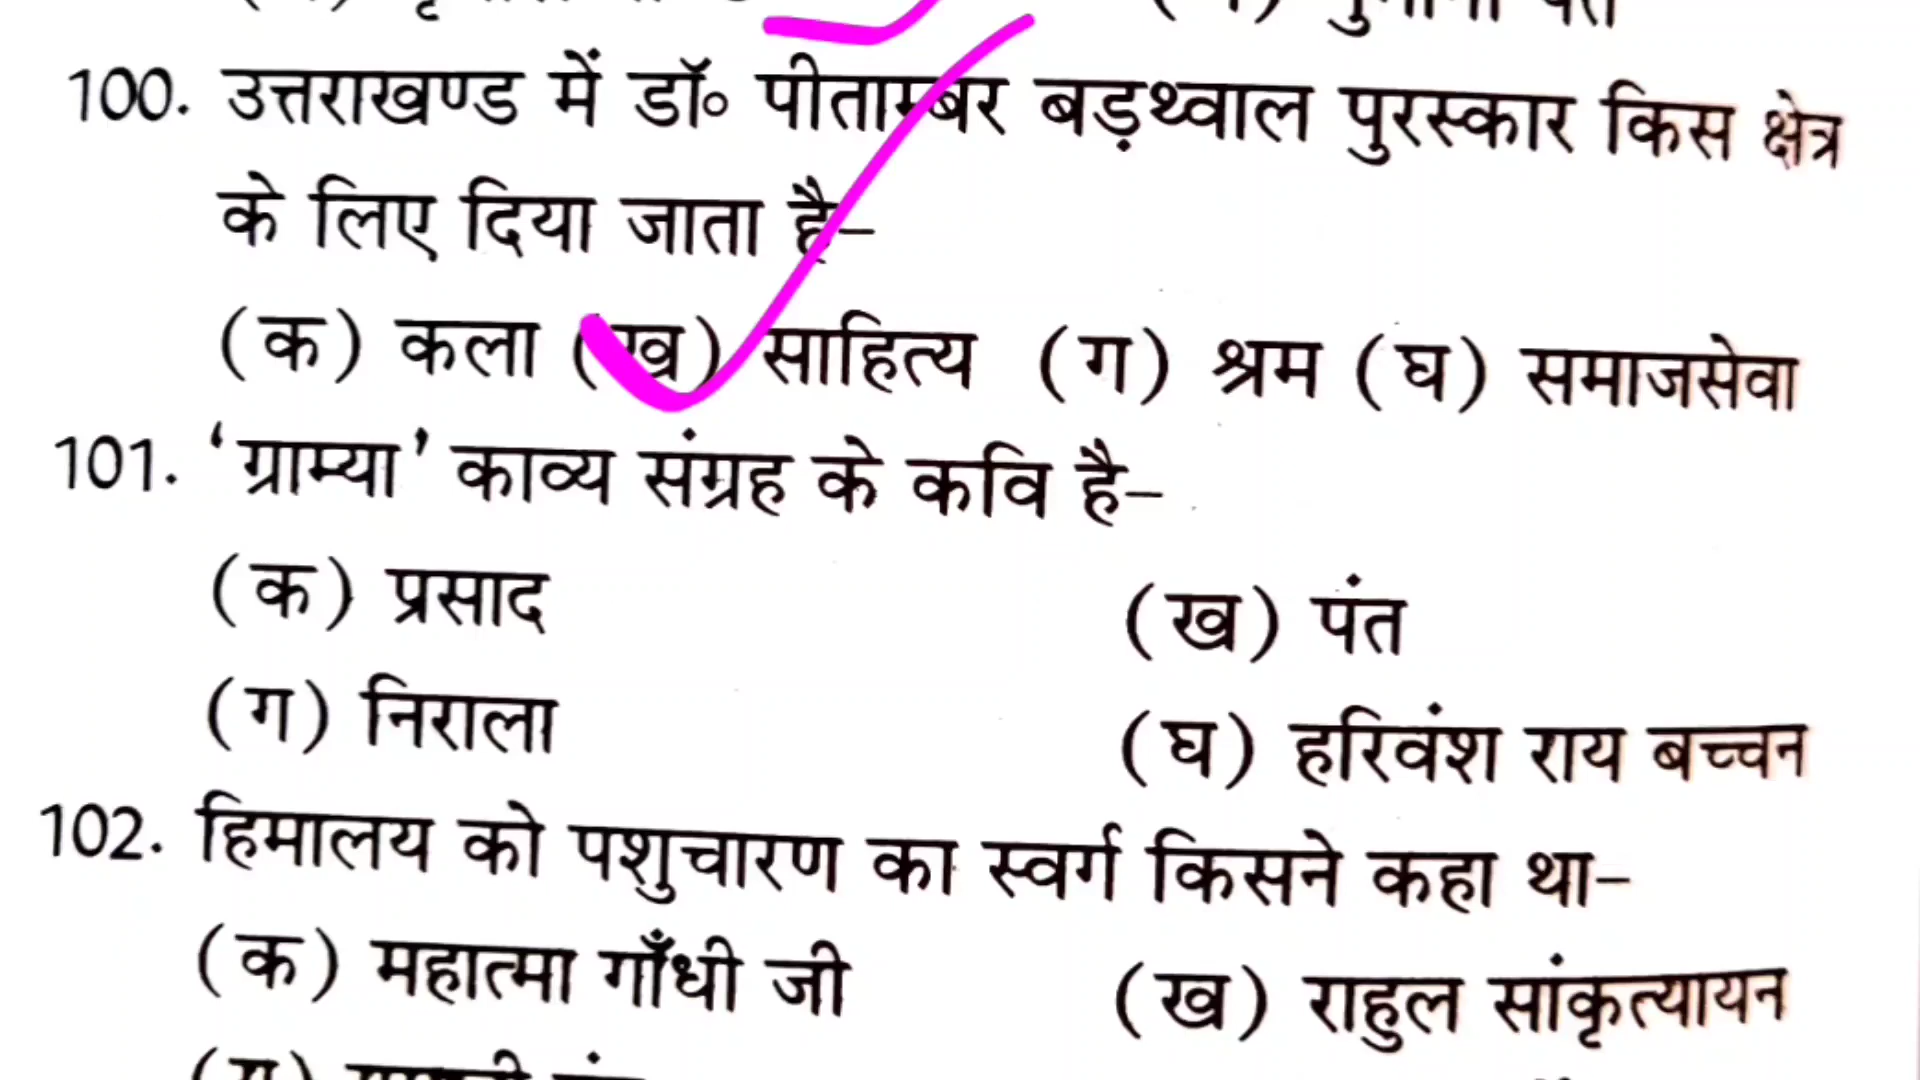 100. उत्तराखण्ड में डॉ० पीताम्बर बड़थ्वाल पुरस्कार किस क्षेत्र
के लिए दिया जाता है–
(क) कला (ख) साहित्य (ग) श्रम (घ) समाजसेवा
101. ‘ग्राम्या’ काव्य संग्रह के कवि है–
(क) प्रसाद (ख) पंत
(ग) निराला (घ) हरिवंश राय बच्चन
102. हिमालय को पशुचारण का स्वर्ग किसने कहा था–
(क) महात्मा गाँधी जी (ख) राहुल सांकृत्यायन